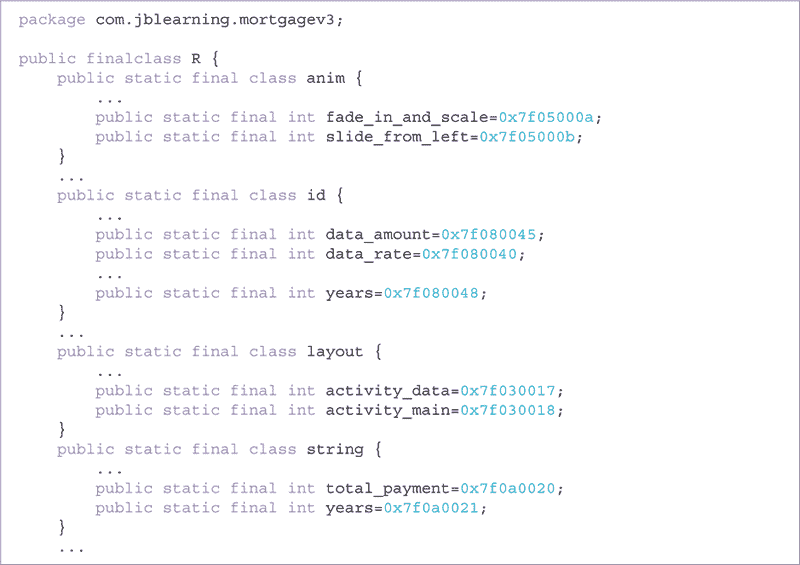 package com.jblearning.mortgagev3;
public finalclass R {
public static final class anim {
...
public static final int fade_in_and_scale=0x7f05000a;
public static final int slide_from_left=0x7f05000b;
}
...
public static final class id {
...
public static final int data_amount=0x7f080045;
public static final int data_rate=0x7f080040;
...
public static final int years=0x7f080048;
}
...
public static final class layout {
...
public static final int activity_data=0x7f030017;
public static final int activity_main=0x7f030018;
}
public static final class string {
...
public static final int total_payment=0x7f0a0020;
public static final int years=0x7f0a0021;
}
...